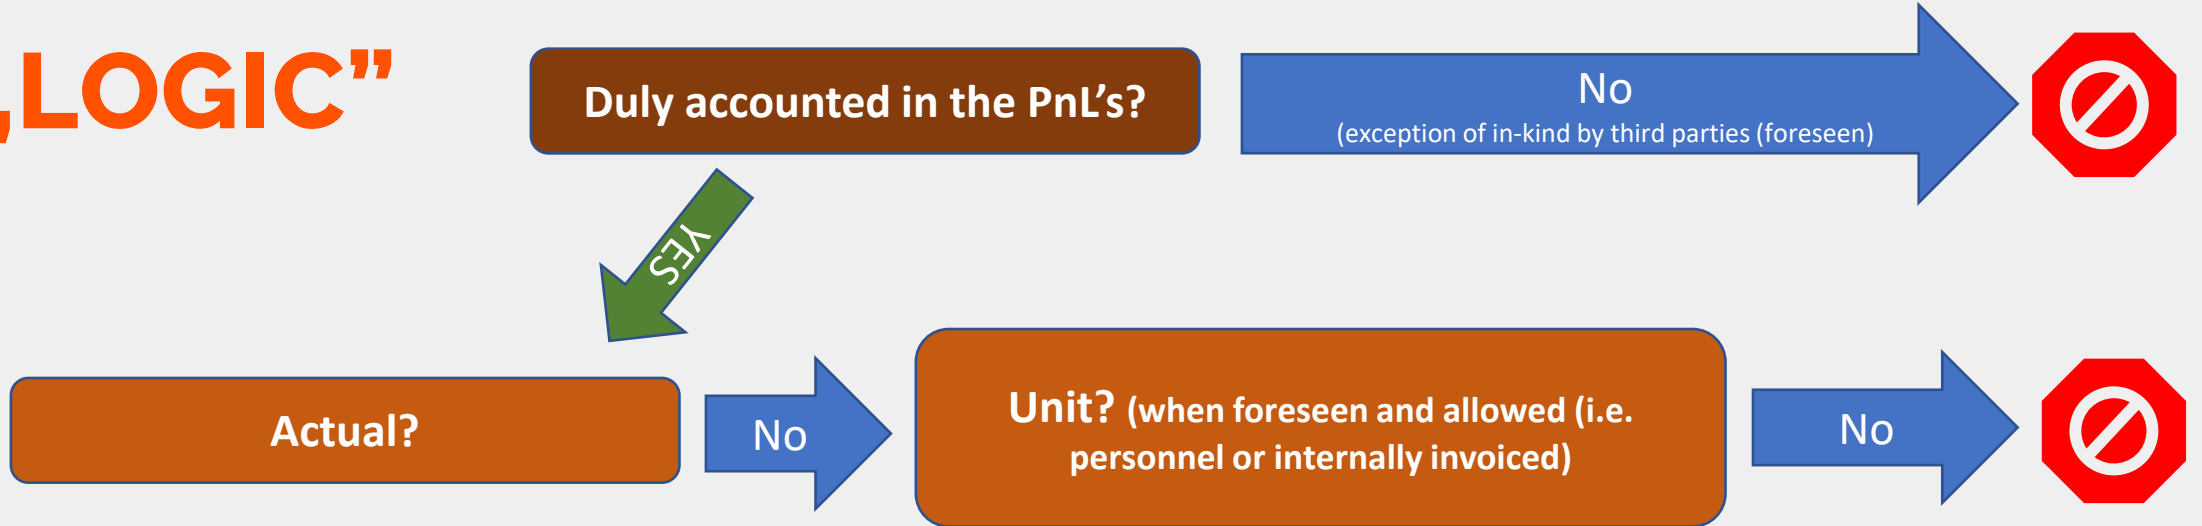 „LOGIC”
Duly accounted in the PnL’s?
No
(exception of in-kind by third parties (foreseen)
YES
Actual?
No
Unit? (when foreseen and allowed (i.e.
personnel or internally invoiced)
No